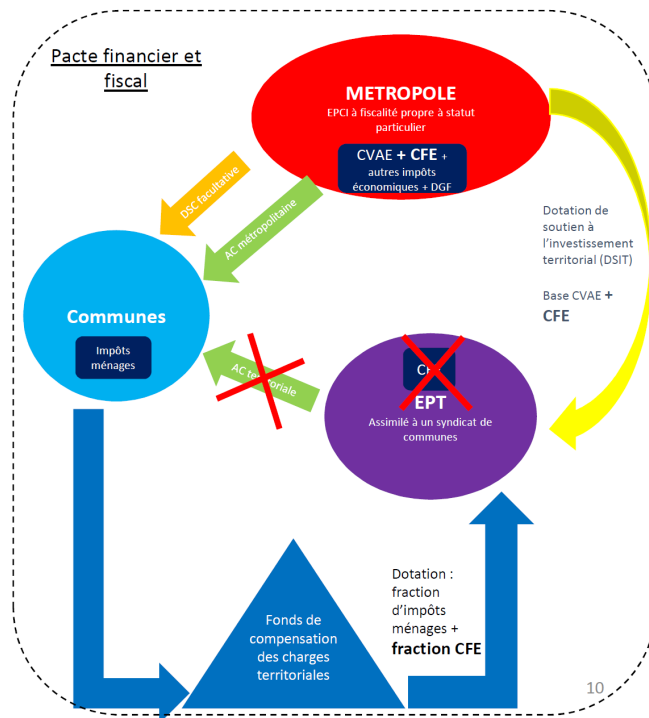 Pacte financier et
fiscal
METROPOLE
EPCI à fiscalité propre à statut
particulier
CVAE + CFE +
autres impôts
économiques + DGF
DSC facultative
AC métropolitaine
Dotation de
soutien à
l'investissement
territorial (DSIT)
Base CVAE +
CFE
Communes
Impôts
ménages
AC territoriale
EPT
Assimilé à un syndicat de
communes
Dotation :
fraction
d'impôts
ménages +
fraction CFE
Fonds de
compensation
des charges
territoriales
10